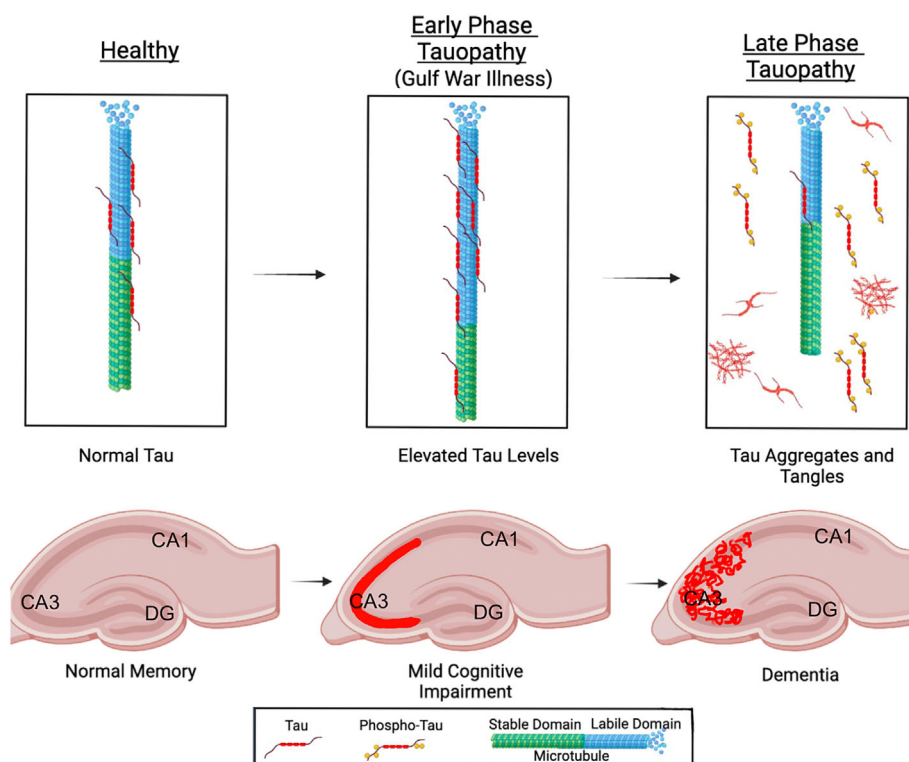 Healthy
Early Phase
Tauopathy
(Gulf War Illness)
Late Phase
Tauopathy
Normal Tau
Elevated Tau Levels
Tau Aggregates and
Tangles
CA1
CA3
DG
CA1
CA3
DG
CA1
CA3
DG
Normal Memory
Mild Cognitive
Impairment
Dementia
Tau
Phospho-Tau
Stable Domain
Labile Domain
Microtubule